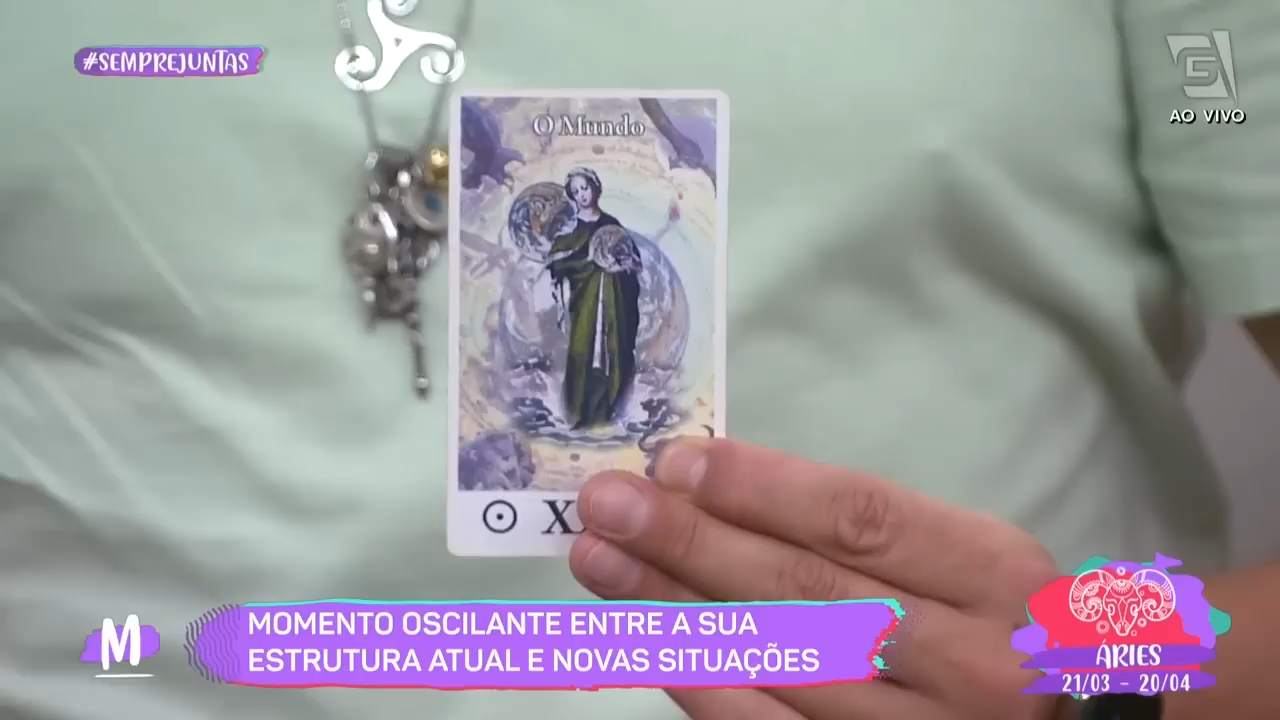 #SEMPREJUNTAS
AO VIVO
O Mundo
MOMENTO OSCILANTE ENTRE A SUA
ESTRUTURA ATUAL E NOVAS SITUAÇÕES
M
ÁRIES
21/03 - 20/04